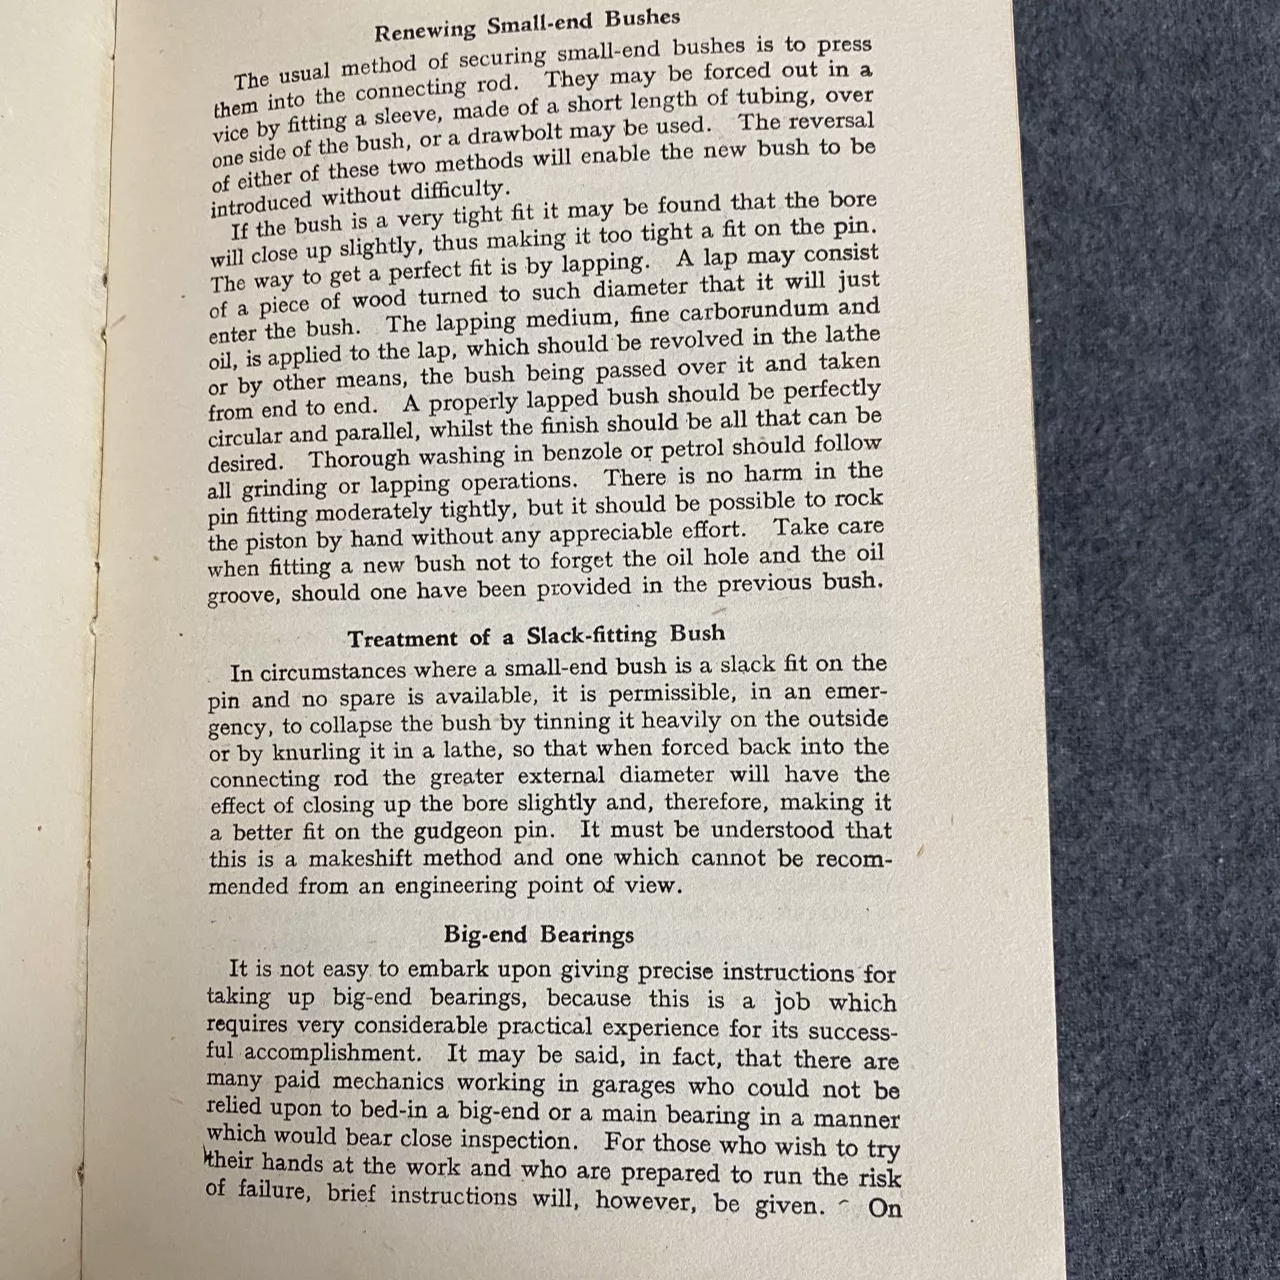 Renewing Small-end Bushes
The usual method of securing small-end bushes is to press
them into the connecting rod. They may be forced out in a
vice by fitting a sleeve, made of a short length of tubing, over
one side of the bush, or a drawbolt may be used. The reversal
of either of these two methods will enable the new bush to be
introduced without difficulty.
If the bush is a very tight fit it may be found that the bore
will close up slightly, thus making it too tight a fit on the pin.
The way to get a perfect fit is by lapping. A lap may consist
of a piece of wood turned to such diameter that it will just
enter the bush. The lapping medium, fine carborundum and
oil, is applied to the lap, which should be revolved in the lathe
or by other means, the bush being passed over it and taken
from end to end. A properly lapped bush should be perfectly
circular and parallel, whilst the finish should be all that can be
desired. Thorough washing in benzole or petrol should follow
all grinding or lapping operations. There is no harm in the
pin fitting moderately tightly, but it should be possible to rock
the piston by hand without any appreciable effort. Take care
when fitting a new bush not to forget the oil hole and the oil
groove, should one have been provided in the previous bush.
Treatment of a Slack-fitting Bush
In circumstances where a small-end bush is a slack fit on the
pin and no spare is available, it is permissible, in an emer-
gency, to collapse the bush by tinning it heavily on the outside
or by knurling it in a lathe, so that when forced back into the
connecting rod the greater external diameter will have the
effect of closing up the bore slightly and, therefore, making it
a better fit on the gudgeon pin. It must be understood that
this is a makeshift method and one which cannot be recom-
mended from an engineering point of view.
Big-end Bearings
It is not easy to embark upon giving precise instructions for
taking up big-end bearings, because this is a job which
requires very considerable practical experience for its success-
ful accomplishment. It may be said, in fact, that there are
many paid mechanics working in garages who could not be
relied upon to bed-in a big-end or a main bearing in a manner
which would bear close inspection. For those who wish to try
their hands at the work and who are prepared to run the risk
of failure, brief instructions will, however, be given. On